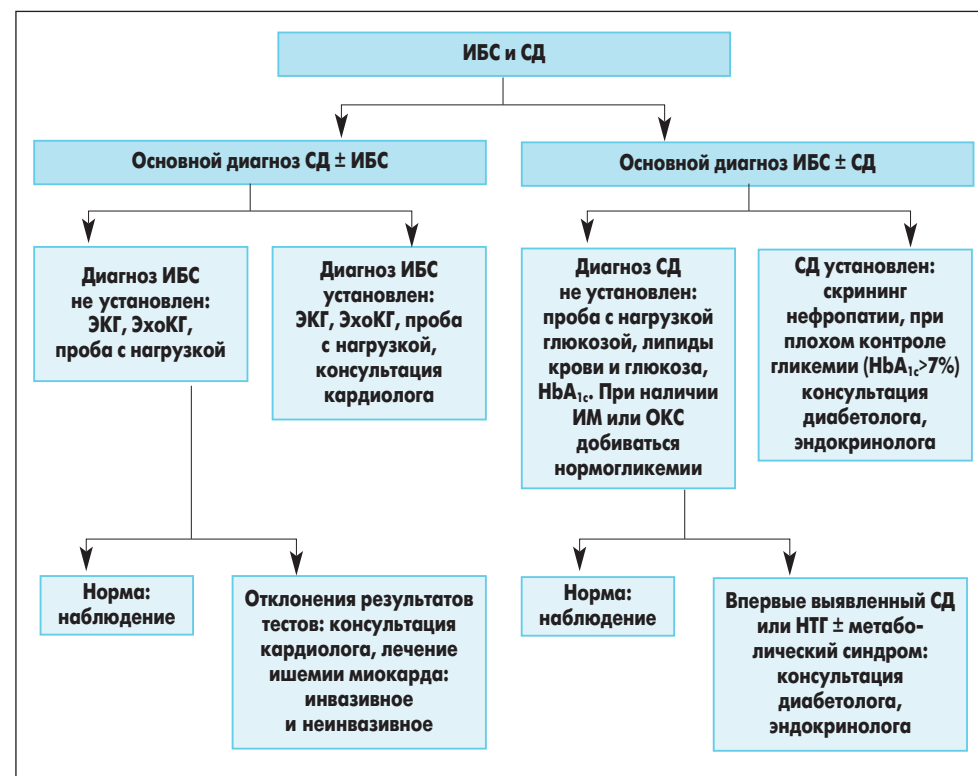 ИБС и СД
Основной диагноз СД ± ИБС
Основной диагноз ИБС ± СД
Диагноз ИБС
не установлен:
ЭКГ, ЭхоКГ,
проба с нагрузкой
Диагноз ИБС
установлен:
ЭКГ, ЭхоКГ, проба
с нагрузкой,
консультация
кардиолога
Диагноз СД
не установлен:
проба с нагрузкой
глюкозой, липиды
крови и глюкоза,
HbA1c. При наличии
ИМ или ОКС
добиваться
нормогликемии
СД установлен:
скрининг
нефропатии, при
плохом контроле
гликемии (HbA1c>7%)
консультация
диабетолога,
эндокринолога
Норма:
наблюдение
Отклонения результатов
тестов: консультация
кардиолога, лечение
ишемии миокарда:
инвазивное
и неинвазивное
Норма:
наблюдение
Впервые выявленный СД
или НТГ ± метабо-
лический синдром:
консультация
диабетолога,
эндокринолога